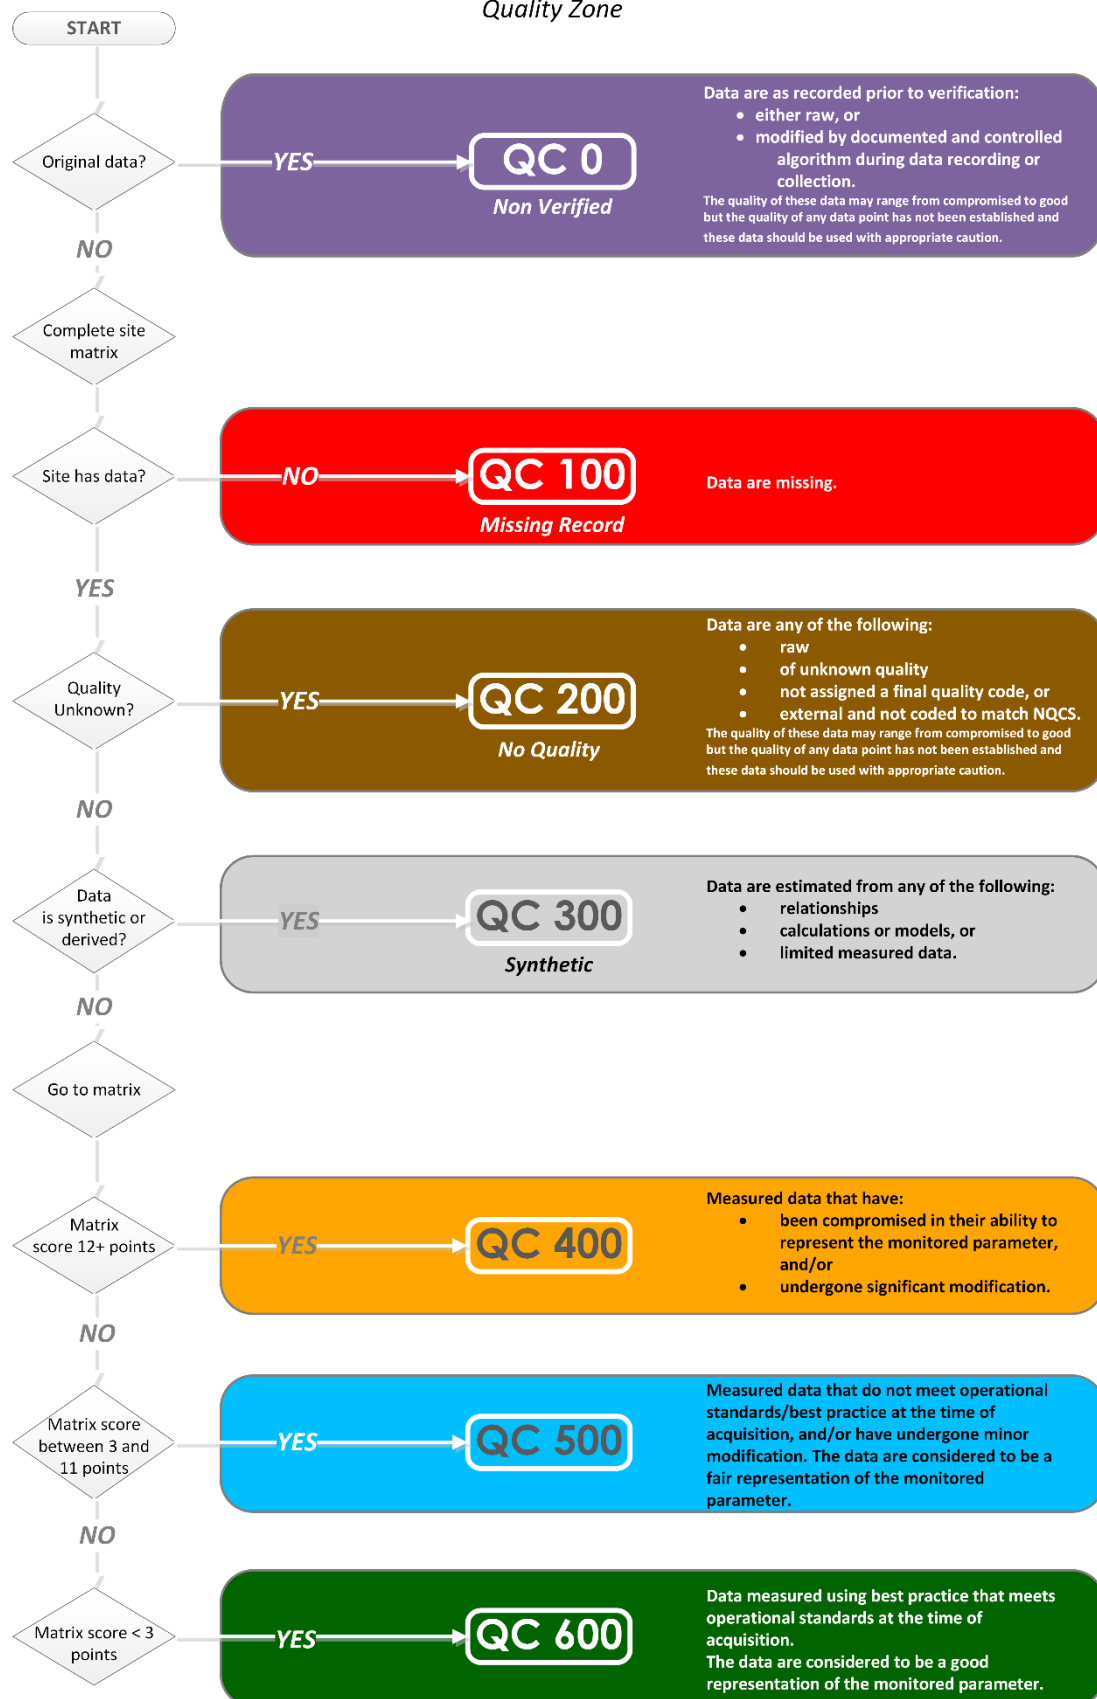 Quality Zone
START
Original data?
YES
QC 0
Non Verified
Data are as recorded prior to verification:
• either raw, or
• modified by documented and controlled
algorithm during data recording or
collection.
The quality of these data may range from compromised to good
but the quality of any data point has not been established and
these data should be used with appropriate caution.
NO
Complete site
matrix
Site has data?
NO
QC 100
Missing Record
Data are missing.
YES
Quality
Unknown?
YES
QC 200
No Quality
Data are any of the following:
• raw
• of unknown quality
• not assigned a final quality code, or
• external and not coded to match NQCS.
The quality of these data may range from compromised to good
but the quality of any data point has not been established and
these data should be used with appropriate caution.
NO
Data
is synthetic or
derived?
YES
QC 300
Synthetic
Data are estimated from any of the following:
• relationships
• calculations or models, or
• limited measured data.
NO
Go to matrix
Matrix
score 12+ points
YES
QC 400
Measured data that have:
• been compromised in their ability to
represent the monitored parameter,
and/or
• undergone significant modification.
NO
Matrix score
between 3 and
11 points
YES
QC 500
Measured data that do not meet operational
standards/best practice at the time of
acquisition, and/or have undergone minor
modification. The data are considered to be a
fair representation of the monitored
parameter.
NO
Matrix score < 3
points
YES
QC 600
Data measured using best practice that meets
operational standards at the time of
acquisition.
The data are considered to be a good
representation of the monitored parameter.